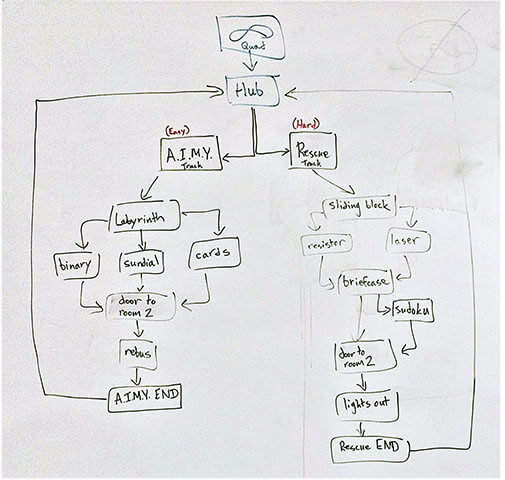 Quad
Hub
(Easy)
A.I.M.Y.
Track
(Hard)
Rescue
Track
Labyrinth
binary
sundial
cards
door to
room 2
rebus
A.I.M.Y. END
sliding block
resistor
laser
briefcase
sudoku
door to
room 2
lights out
Rescue END